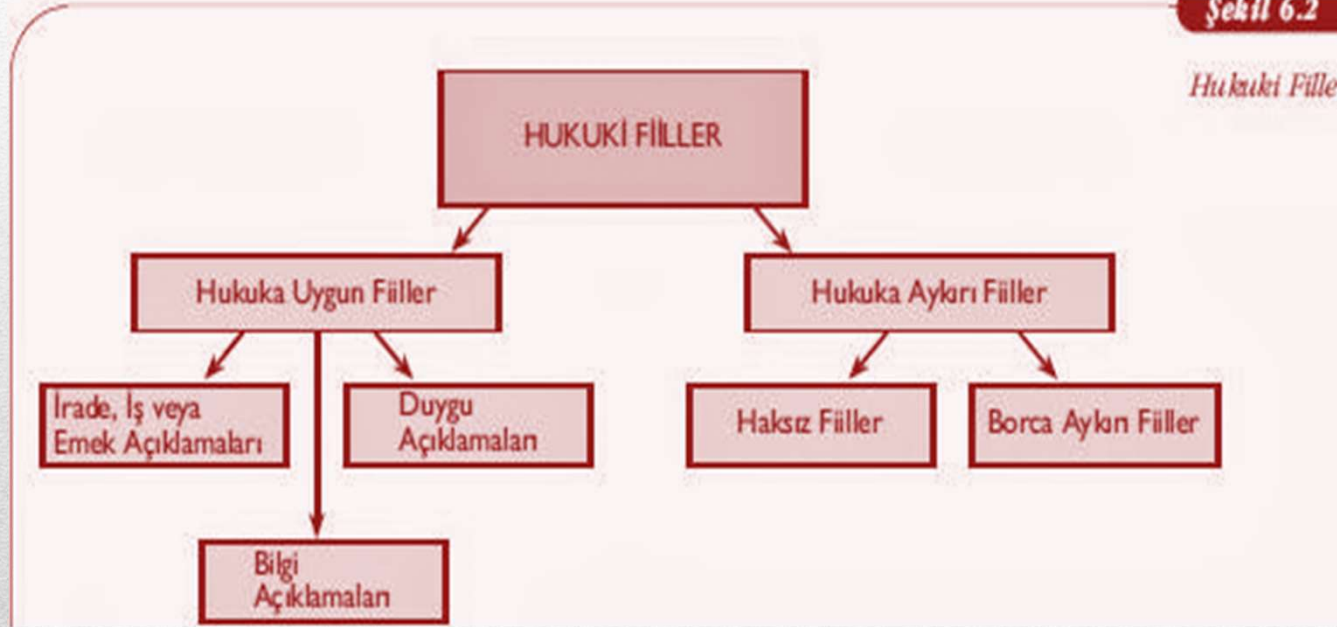 Şekil 6.2
Hukuki Fiille
HUKUKİ FİİLLER
Hukuka Uygun Fiiller
Hukuka Aykırı Fiiller
İrade, İş veya
Emek Açıklamaları
Duygu
Açıklamaları
Haksız Fiiller
Borca Aykırı Fiiller
Bilgi
Açıklamaları